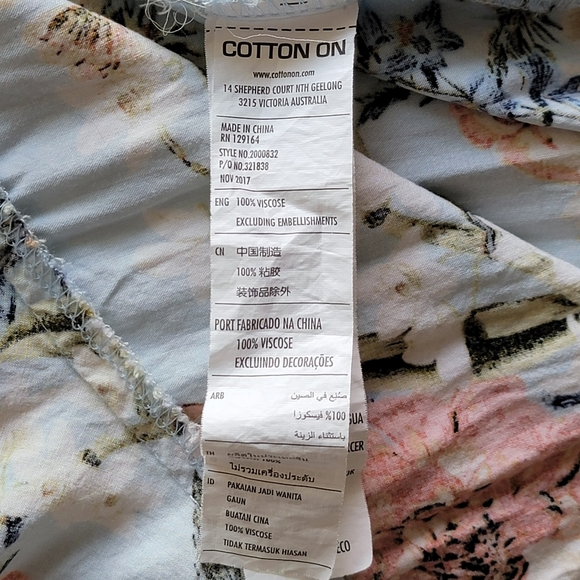 COTTON ON
www.cottonon.com
14 SHEPHERD COURT NTH GEELONG
3215 VICTORIA AUSTRALIA
MADE IN CHINA
RN 129164
STYLE NO.2000832
P/O NO.321838
NOV 2017
ENG 100% VISCOSE
EXCLUDING EMBELLISHMENTS
CN 中国制造
100% 粘胶
装饰品除外
PORT FABRICADO NA CHINA
100% VISCOSE
EXCLUINDO DECORAÇÕES
ARB صنع في الصين
100% فيسكوزا
باستثناء الزينة
TH
ไม่รวมเครื่องประดับ
ID PAKAIAN JADI WANITA
GAUN
BUATAN CINA
100% VISCOSE
TIDAK TERMASUK HIASAN